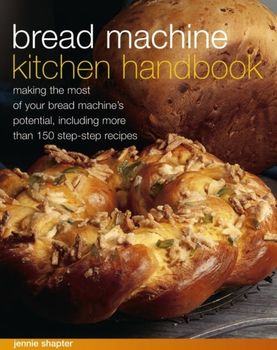 bread machine
kitchen handbook
making the most
of your bread machine's
potential, including more
than 150 step-step recipes
jennie shapter